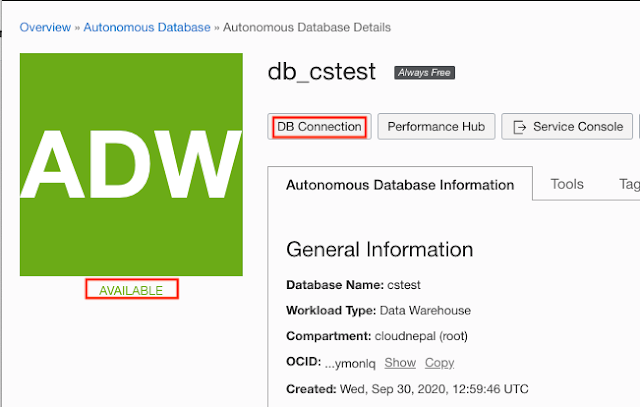 Overview » Autonomous Database » Autonomous Database Details
ADW
AVAILABLE
db_cstest Always Free
DB Connection Performance Hub Service Console
Autonomous Database Information Tools Tag
General Information
Database Name: cstest
Workload Type: Data Warehouse
Compartment: cloudnepal (root)
OCID: ...ymonlq Show Copy
Created: Wed, Sep 30, 2020, 12:59:46 UTC